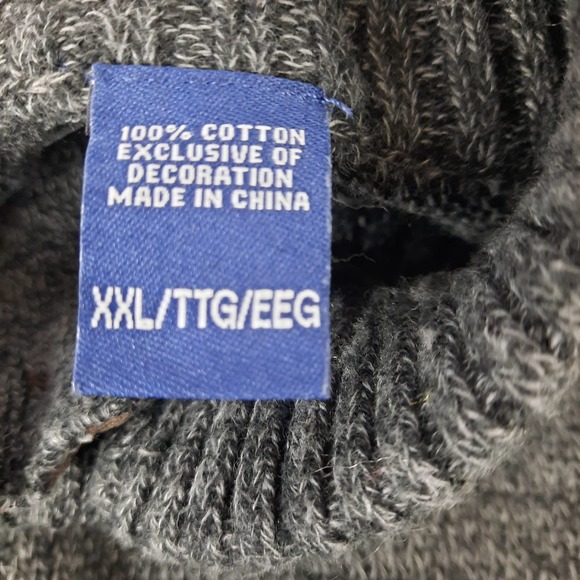 100% COTTON
EXCLUSIVE OF
DECORATION
MADE IN CHINA
XXL/TTG/EEG